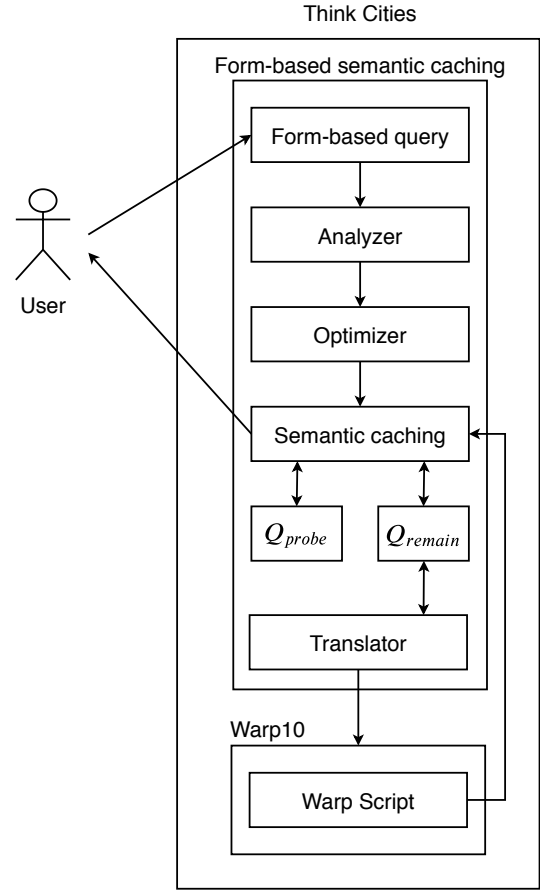 Think Cities
Form-based semantic caching
Form-based query
Analyzer
User
Optimizer
Semantic caching
Q_probe
Q_remain
Translator
Warp10
Warp Script